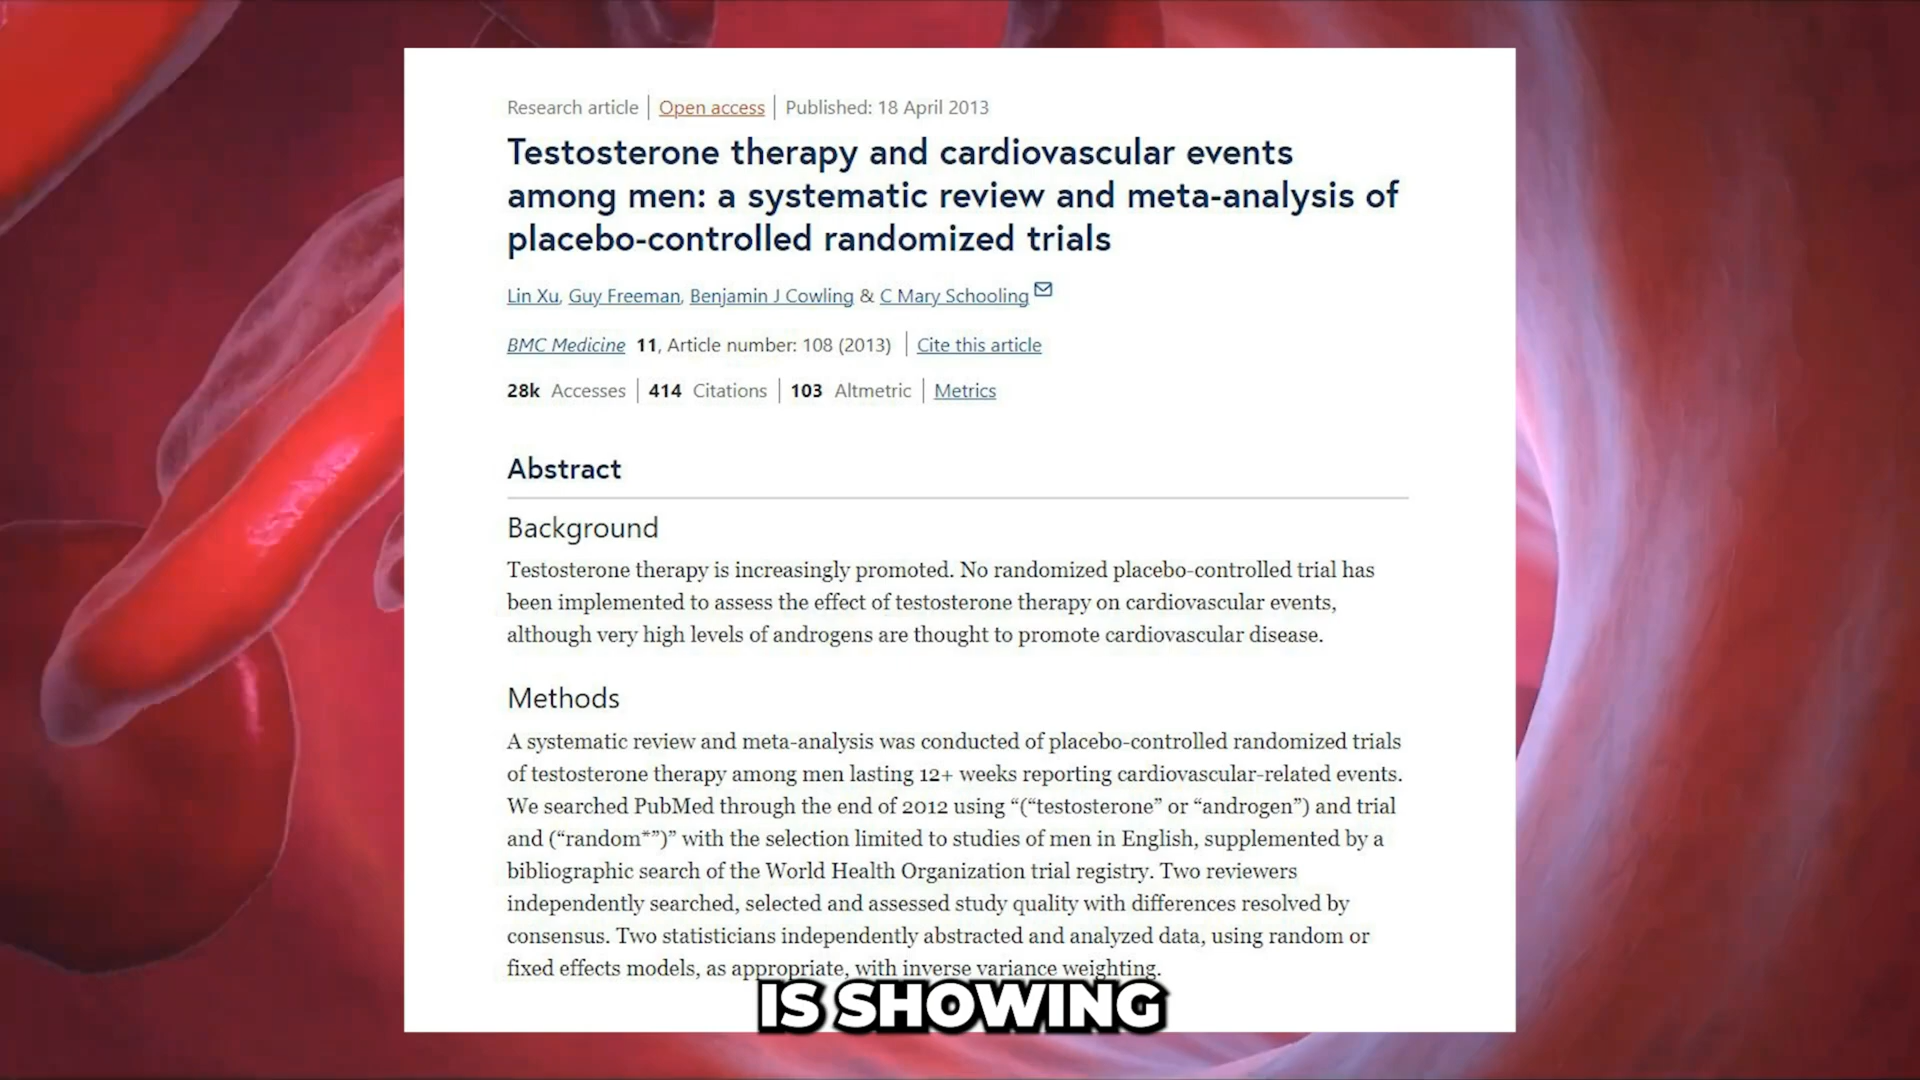 Research article | Open access | Published: 18 April 2013
Testosterone therapy and cardiovascular events
among men: a systematic review and meta-analysis of
placebo-controlled randomized trials
Lin Xu, Guy Freeman, Benjamin J Cowling & C Mary Schooling
BMC Medicine 11, Article number: 108 (2013) | Cite this article
28k Accesses | 414 Citations | 103 Altmetric | Metrics
Abstract
Background
Testosterone therapy is increasingly promoted. No randomized placebo-controlled trial has
been implemented to assess the effect of testosterone therapy on cardiovascular events,
although very high levels of androgens are thought to promote cardiovascular disease.
Methods
A systematic review and meta-analysis was conducted of placebo-controlled randomized trials
of testosterone therapy among men lasting 12+ weeks reporting cardiovascular-related events.
We searched PubMed through the end of 2012 using “(“testosterone” or “androgen”) and trial
and (“random*”)” with the selection limited to studies of men in English, supplemented by a
bibliographic search of the World Health Organization trial registry. Two reviewers
independently searched, selected and assessed study quality with differences resolved by
consensus. Two statisticians independently abstracted and analyzed data, using random or
fixed effects models, as appropriate, with inverse variance weighting.
IS SHOWING